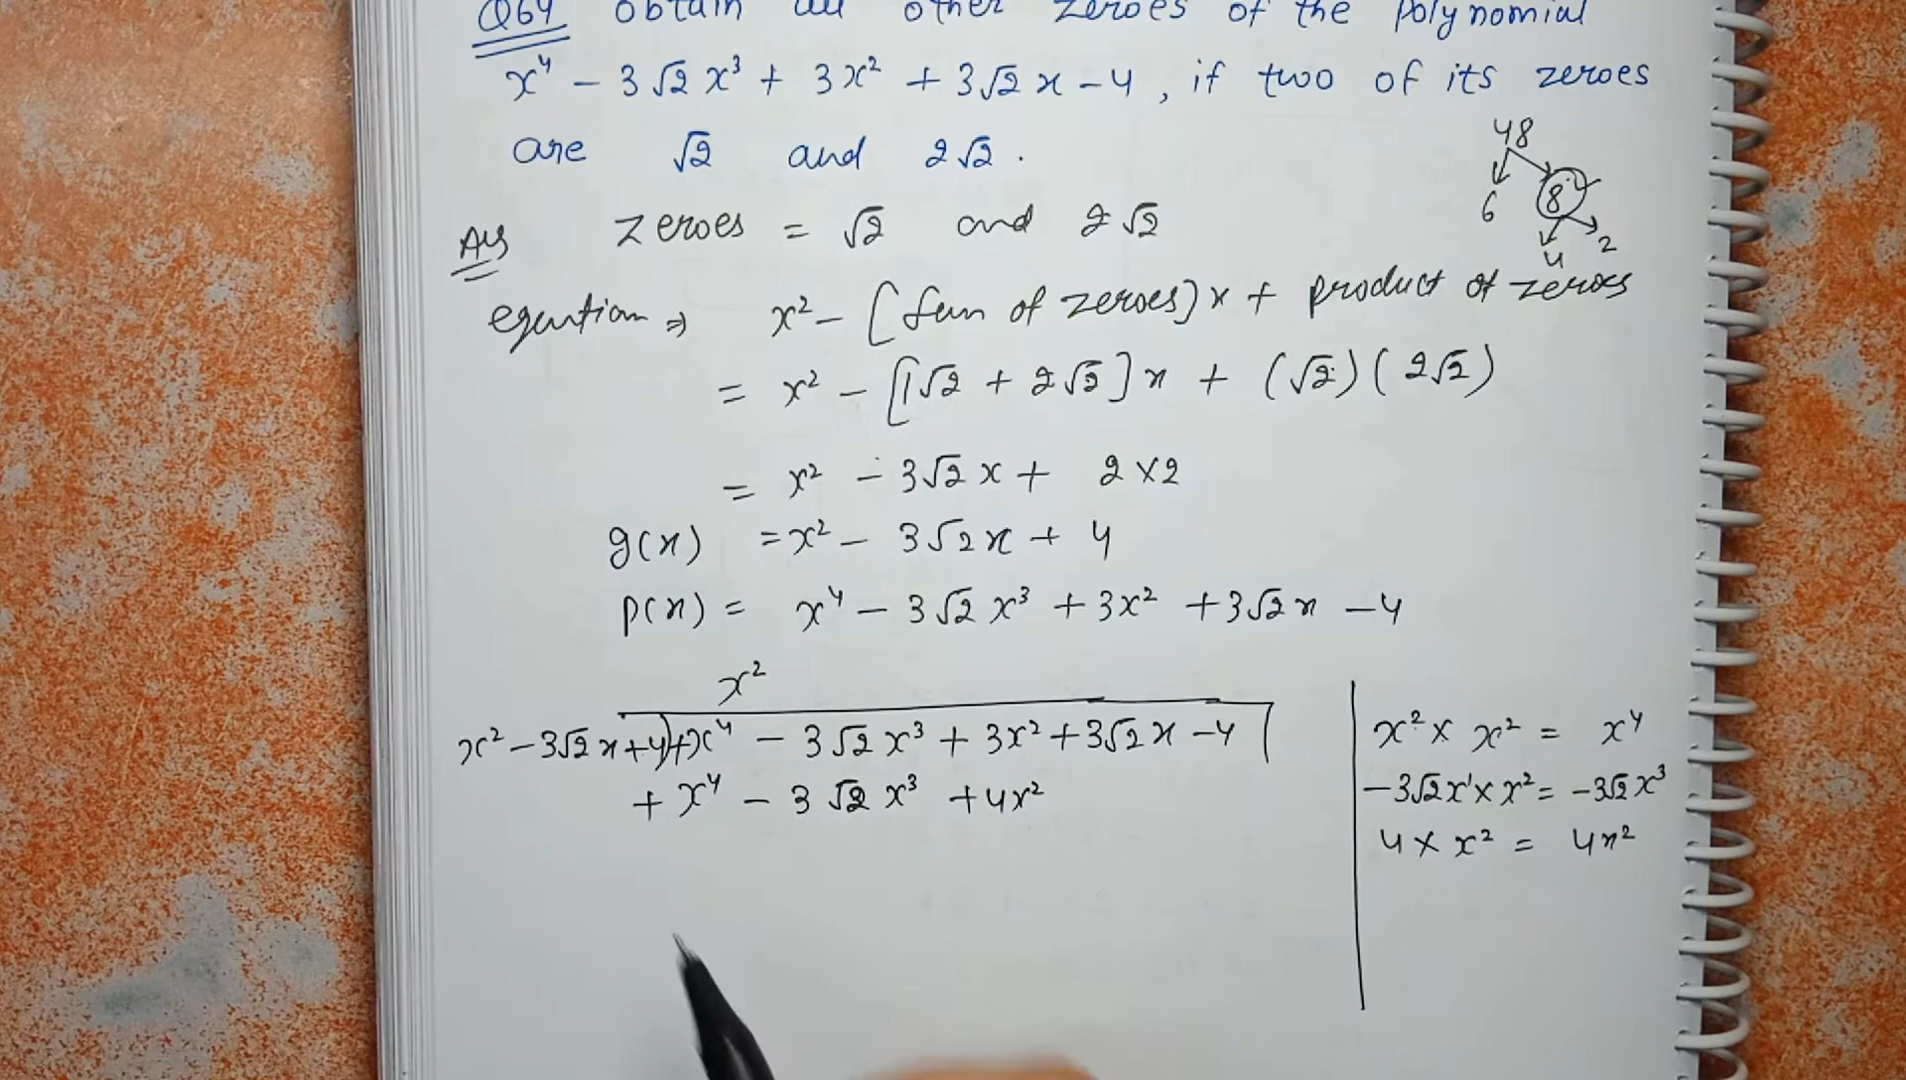 Q64 obtain all other zeroes of the polynomial
x⁴ - 3√2 x³ + 3x² + 3√2 x - 4, if two of its zeroes
are √2 and 2√2.
48
6 8
4 2
Ans zeroes = √2 and 2√2
equation ⇒ x² - [Sum of zeroes]x + product of zeroes
= x² - [1√2 + 2√2]x + (√2)(2√2)
= x² - 3√2 x + 2×2
g(x) = x² - 3√2x + 4
p(x) = x⁴ - 3√2 x³ + 3x² + 3√2 x - 4
x²
x² - 3√2 x + 4)+x⁴ - 3√2 x³ + 3x² + 3√2 x - 4
+ x⁴ - 3√2 x³ + 4x²
x² × x² = x⁴
-3√2x¹ × x² = -3√2 x³
4 × x² = 4x²